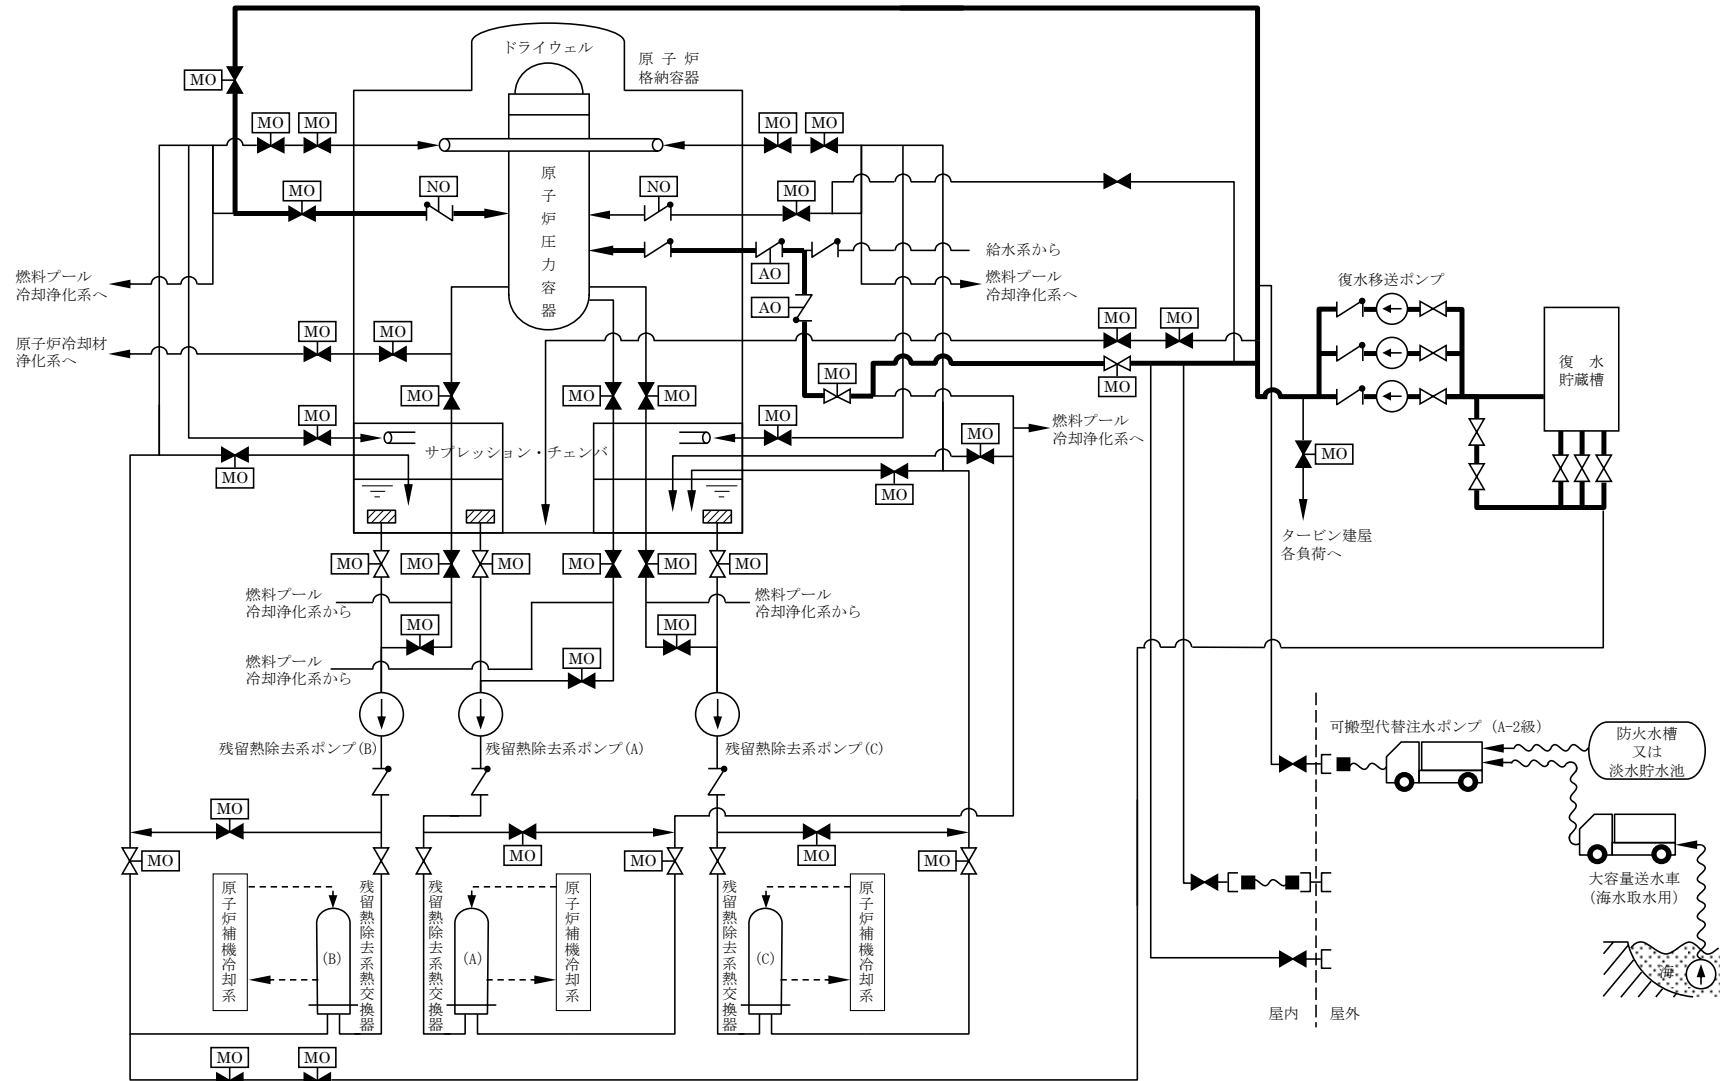 ドライウェル
原子炉
格納容器
MO
MO
MO
MO
MO
原子炉圧力容器
MO
NO
NO
MO
給水系から
AO
燃料プール
冷却浄化系へ
燃料プール
冷却浄化系へ
AO
復水移送ポンプ
原子炉冷却材
浄化系へ
MO
MO
MO
MO
MO
MO
復水
貯蔵槽
MO
MO
MO
MO
MO
燃料プール
冷却浄化系へ
MO
サプレッション・チェンバ
MO
MO
MO
タービン建屋
各負荷へ
MO
MO
MO
MO
MO
MO
燃料プール
冷却浄化系から
燃料プール
冷却浄化系から
MO
MO
燃料プール
冷却浄化系から
MO
残留熱除去系ポンプ(B)
残留熱除去系ポンプ(A)
残留熱除去系ポンプ(C)
可搬型代替注水ポンプ (A-2級)
防火水槽
又は
淡水貯水池
MO
MO
MO
MO
MO
MO
大容量送水車
(海水取水用)
原子炉補機冷却系
(B)
残留熱除去系熱交換器
残留熱除去系熱交換器
(A)
原子炉補機冷却系
残留熱除去系熱交換器
(C)
原子炉補機冷却系
海
屋内
屋外
MO
MO